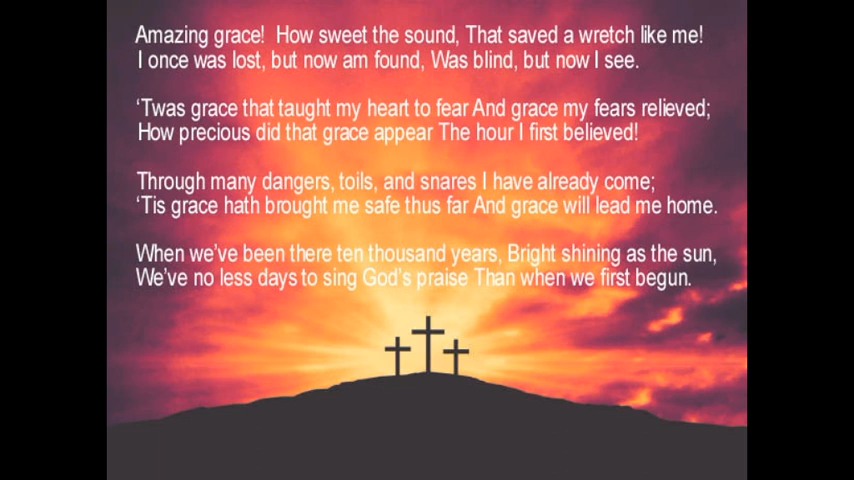 Amazing grace!  How sweet the sound, That saved a wretch like me!
I once was lost, but now am found, Was blind, but now I see.
‘Twas grace that taught my heart to fear And grace my fears relieved;
How precious did that grace appear The hour I first believed!
Through many dangers, toils, and snares I have already come;
‘Tis grace hath brought me safe thus far And grace will lead me home.
When we’ve been there ten thousand years, Bright shining as the sun,
We’ve no less days to sing God’s praise Than when we first begun.